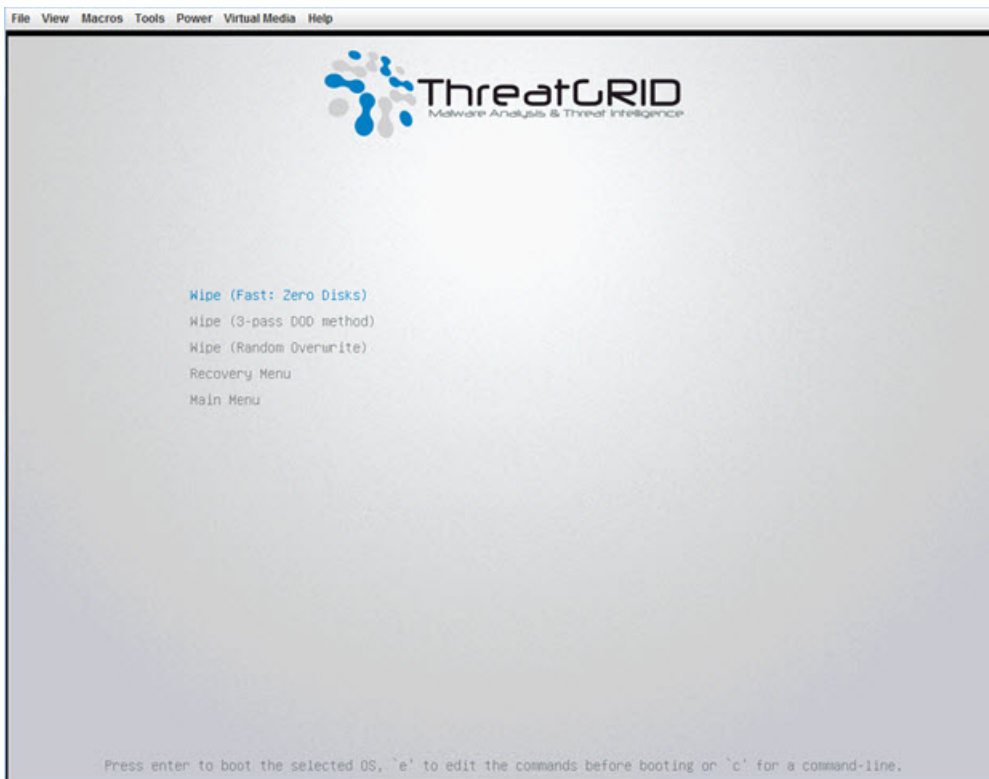 File View Macros Tools Power Virtual Media Help
ThreatGRID
Malware Analysis & Threat Intelligence
Wipe (Fast: Zero Disks)
Wipe (3-pass DOD method)
Wipe (Random Overwrite)
Recovery Menu
Main Menu
Press enter to boot the selected OS, `e' to edit the commands before booting or `c' for a command-line.